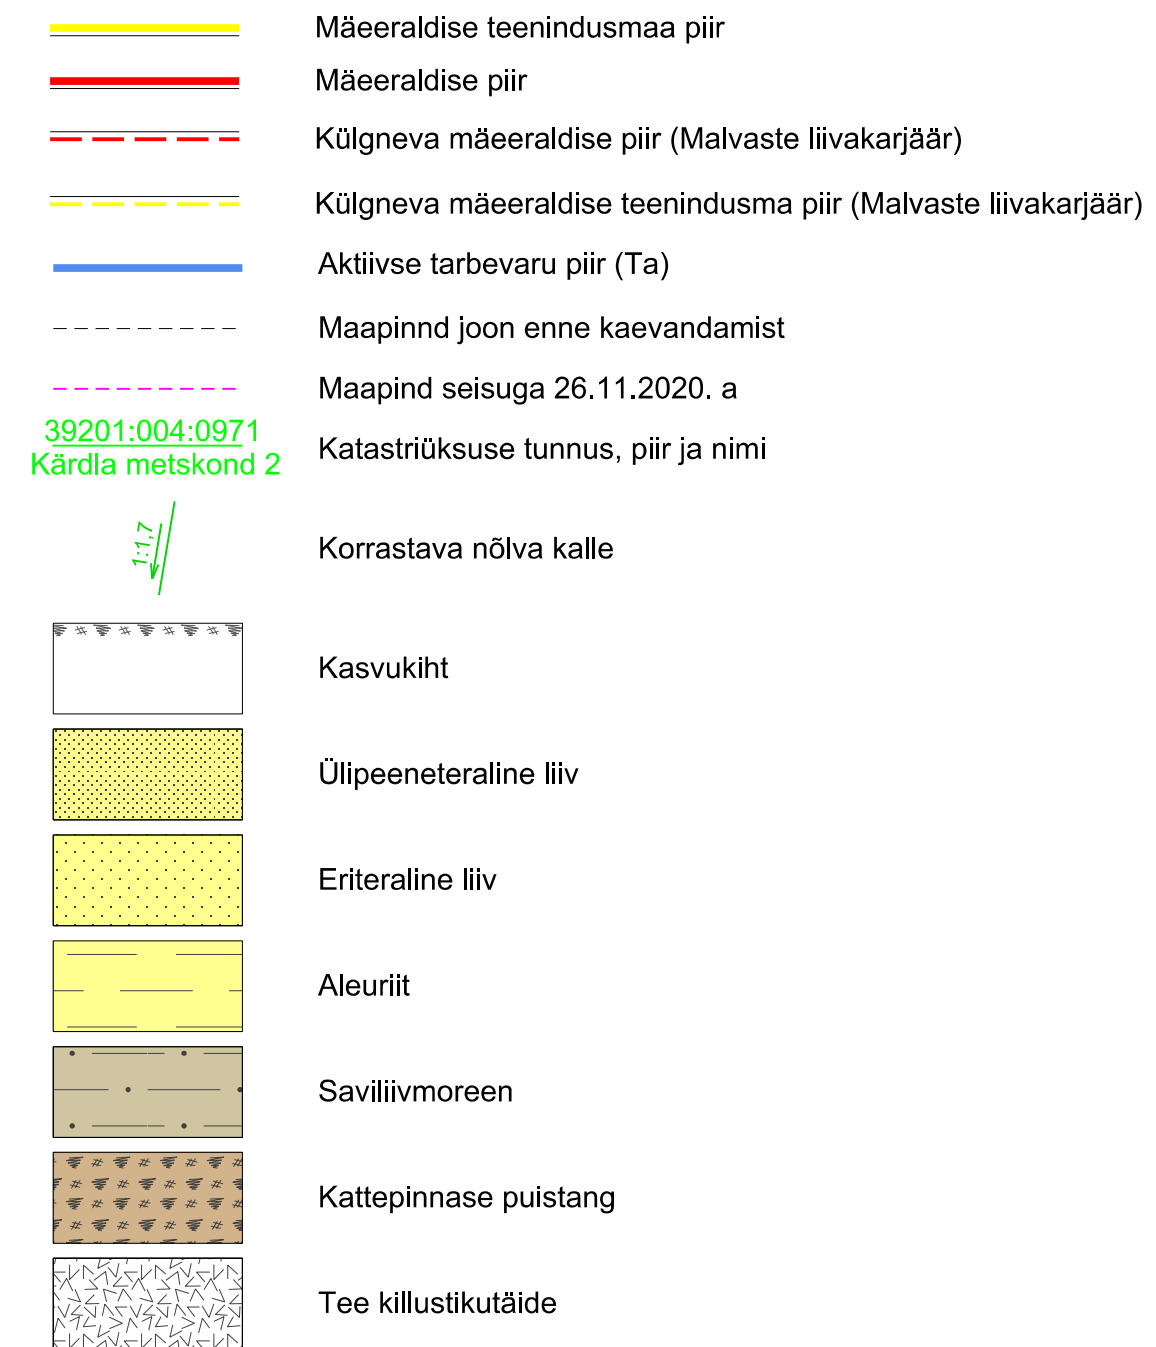 Mäeeraldise teenindusmaa piir
Mäeeraldise piir
Külgneva mäeeraldise piir (Malvaste liivakarjäär)
Külgneva mäeeraldise teenindusma piir (Malvaste liivakarjäär)
Aktiivse tarbevaru piir (Ta)
Maapinnd joon enne kaevandamist
Maapind seisuga 26.11.2020. a
39201:004:0971
Kärdla metskond 2
Katastriüksuse tunnus, piir ja nimi
1:1,7
Korrastava nõlva kalle
Kasvukiht
Ülipeeneteraline liiv
Eriteraline liiv
Aleuriit
Saviliivmoreen
Kattepinnase puistang
Tee killustikutäide